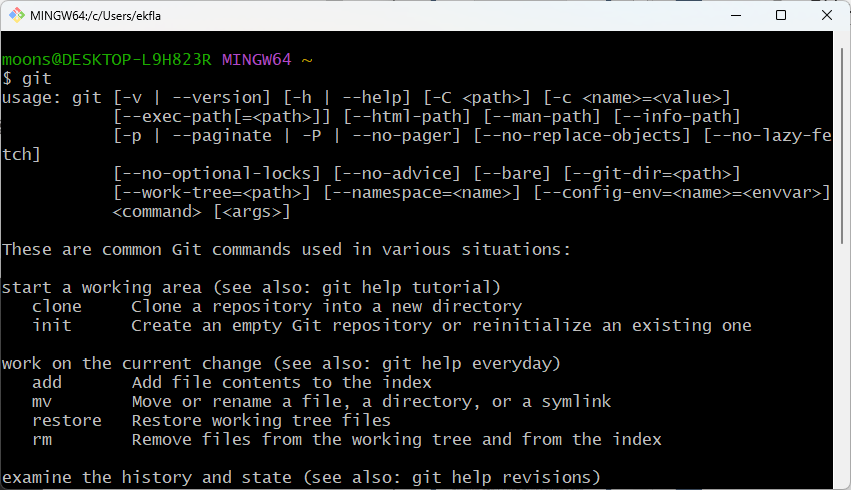 MINGW64:/c/Users/ekfla
moons@DESKTOP-L9H823R MINGW64 ~
$ git
usage: git [-v | --version] [-h | --help] [-C <path>] [-c <name>=<value>]
           [--exec-path[=<path>]] [--html-path] [--man-path] [--info-path]
           [-p | --paginate | -P | --no-pager] [--no-replace-objects] [--no-lazy-fe
tch]
           [--no-optional-locks] [--no-advice] [--bare] [--git-dir=<path>]
           [--work-tree=<path>] [--namespace=<name>] [--config-env=<name>=<envvar>]
           <command> [<args>]

These are common Git commands used in various situations:

start a working area (see also: git help tutorial)
   clone     Clone a repository into a new directory
   init      Create an empty Git repository or reinitialize an existing one

work on the current change (see also: git help everyday)
   add       Add file contents to the index
   mv        Move or rename a file, a directory, or a symlink
   restore   Restore working tree files
   rm        Remove files from the working tree and from the index

examine the history and state (see also: git help revisions)